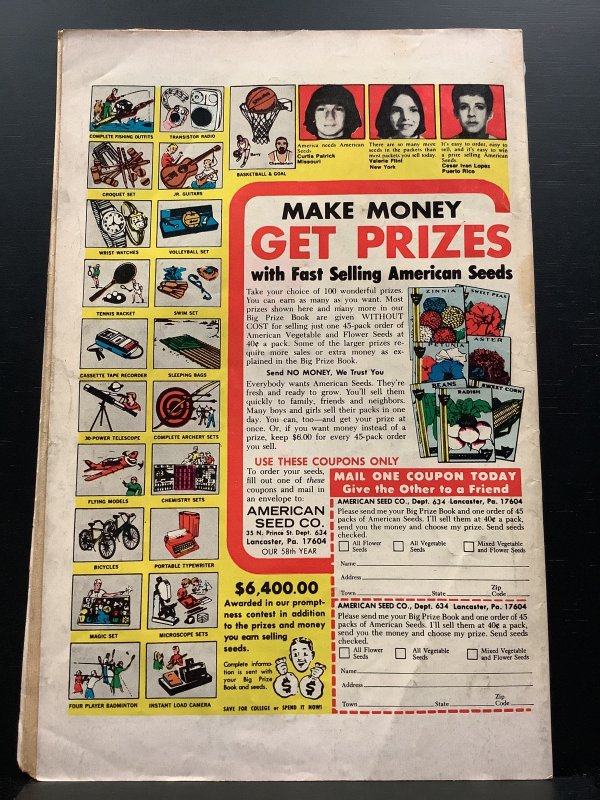 COMPLETE FISHING OUTFITS
TRANSISTOR RADIO
CROQUET SET
JR. GUITARS
WRIST WATCHES
VOLLEYBALL SET
TENNIS RACKET
SWIM SET
CASSETTE TAPE RECORDER
SLEEPING BAGS
30-POWER TELESCOPE
COMPLETE ARCHERY SETS
FLYING MODELS
CHEMISTRY SETS
BICYCLES
PORTABLE TYPEWRITER
MAGIC SET
MICROSCOPE SETS
FOUR PLAYER BADMINTON
INSTANT LOAD CAMERA
Barry
Chamberlain
BASKETBALL & GOAL
America needs American
Seeds
Curtis Patrick
Missouri
There are so many more
seeds in the packets than
most packets you sell today.
Valerie Flint
New York
It's easy to order, easy to
sell, and it's easy to win
a prize selling American
Seeds.
Cesar Ivan Lopez
Puerto Rico
MAKE MONEY
GET PRIZES
with Fast Selling American Seeds
Take your choice of 100 wonderful prizes.
You can earn as many as you want. Most
prizes shown here and many more in our
Big Prize Book are given WITHOUT
COST for selling just one 45-pack order of
American Vegetable and Flower Seeds at
40¢ a pack. Some of the larger prizes re-
quire more sales or extra money as ex-
plained in the Big Prize Book.
Send NO MONEY, We Trust You
Everybody wants American Seeds. They're
fresh and ready to grow. You'll sell them
quickly to family, friends and neighbors.
Many boys and girls sell their packs in one
day. You can, too—and get your prize at
once. Or, if you want money instead of a
prize, keep $6.00 for every 45-pack order
you sell.
ZINNIA
SWEET PEAS
PETUNIA
ASTER
BEANS
RADISH
SWEET CORN
USE THESE COUPONS ONLY
To order your seeds,
fill out one of these
coupons and mail in
an envelope to:
AMERICAN
SEED CO.
35 N. Prince St. Dept. 634
Lancaster, Pa. 17604
OUR 58th YEAR
$6,400.00
Awarded in our prompt-
ness contest in addition
to the prizes and money
you earn selling
seeds.
Complete informa-
tion is sent with
your Big Prize
Book and seeds.
$
$
SAVE FOR COLLEGE or SPEND IT NOW!
MAIL ONE COUPON TODAY
Give the Other to a Friend
AMERICAN SEED CO., Dept. 634 Lancaster, Pa. 17604
Please send me your Big Prize Book and one order of 45
packs of American Seeds. I'll sell them at 40¢ a pack,
send you the money and choose my prize. Send seeds
checked.
All Flower
Seeds
All Vegetable
Seeds
Mixed Vegetable
and Flower Seeds
Name
Address
Town State Zip Code
AMERICAN SEED CO., Dept. 634 Lancaster, Pa. 17604
Please send me your Big Prize Book and one order of 45
packs of American Seeds. I'll sell them at 40¢ a pack,
send you the money and choose my prize. Send seeds
checked.
All Flower
Seeds
All Vegetable
Seeds
Mixed Vegetable
and Flower Seeds
Name
Address
Town State Zip Code